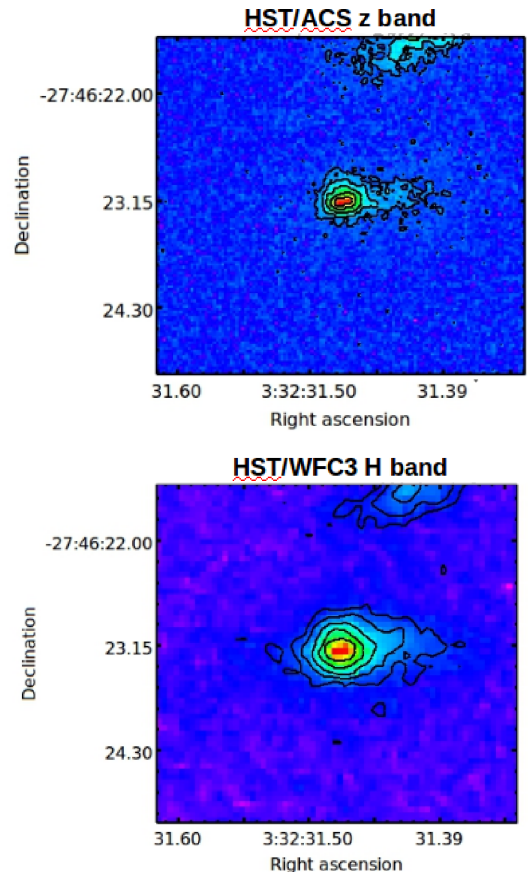 HST/ACS z band
-27:46:22.00
23.15
Declination
24.30
31.60 3:32:31.50 31.39
Right ascension
HST/WFC3 H band
-27:46:22.00
23.15
Declination
24.30
31.60 3:32:31.50 31.39
Right ascension